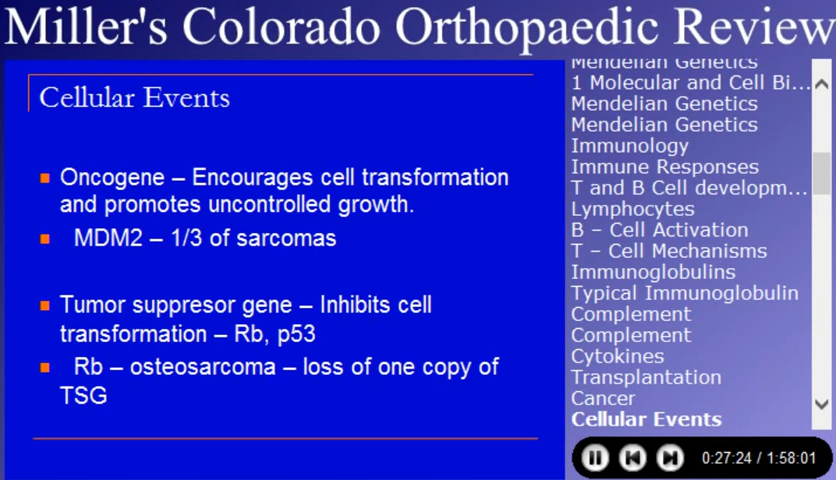 Miller's Colorado Orthopaedic Review
Cellular Events
Oncogene – Encourages cell transformation
and promotes uncontrolled growth.
MDM2 – 1/3 of sarcomas
Tumor suppresor gene – Inhibits cell
transformation – Rb, p53
Rb – osteosarcoma – loss of one copy of
TSG
Mendelian Genetics
1 Molecular and Cell Bi...
Mendelian Genetics
Mendelian Genetics
Immunology
Immune Responses
T and B Cell developm...
Lymphocytes
B – Cell Activation
T – Cell Mechanisms
Immunoglobulins
Typical Immunoglobulin
Complement
Complement
Cytokines
Transplantation
Cancer
Cellular Events
0:27:24 / 1:58:01